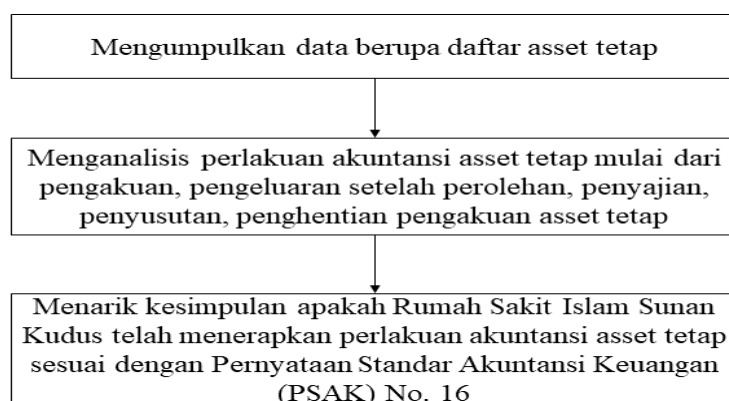 Mengumpulkan data berupa daftar asset tetap
Menganalisis perlakuan akuntansi asset tetap mulai dari
pengakuan, pengeluaran setelah perolehan, penyajian,
penyusutan, penghentian pengakuan asset tetap
Menarik kesimpulan apakah Rumah Sakit Islam Sunan
Kudus telah menerapkan perlakuan akuntansi asset tetap
sesuai dengan Pernyataan Standar Akuntansi Keuangan
(PSAK) No. 16